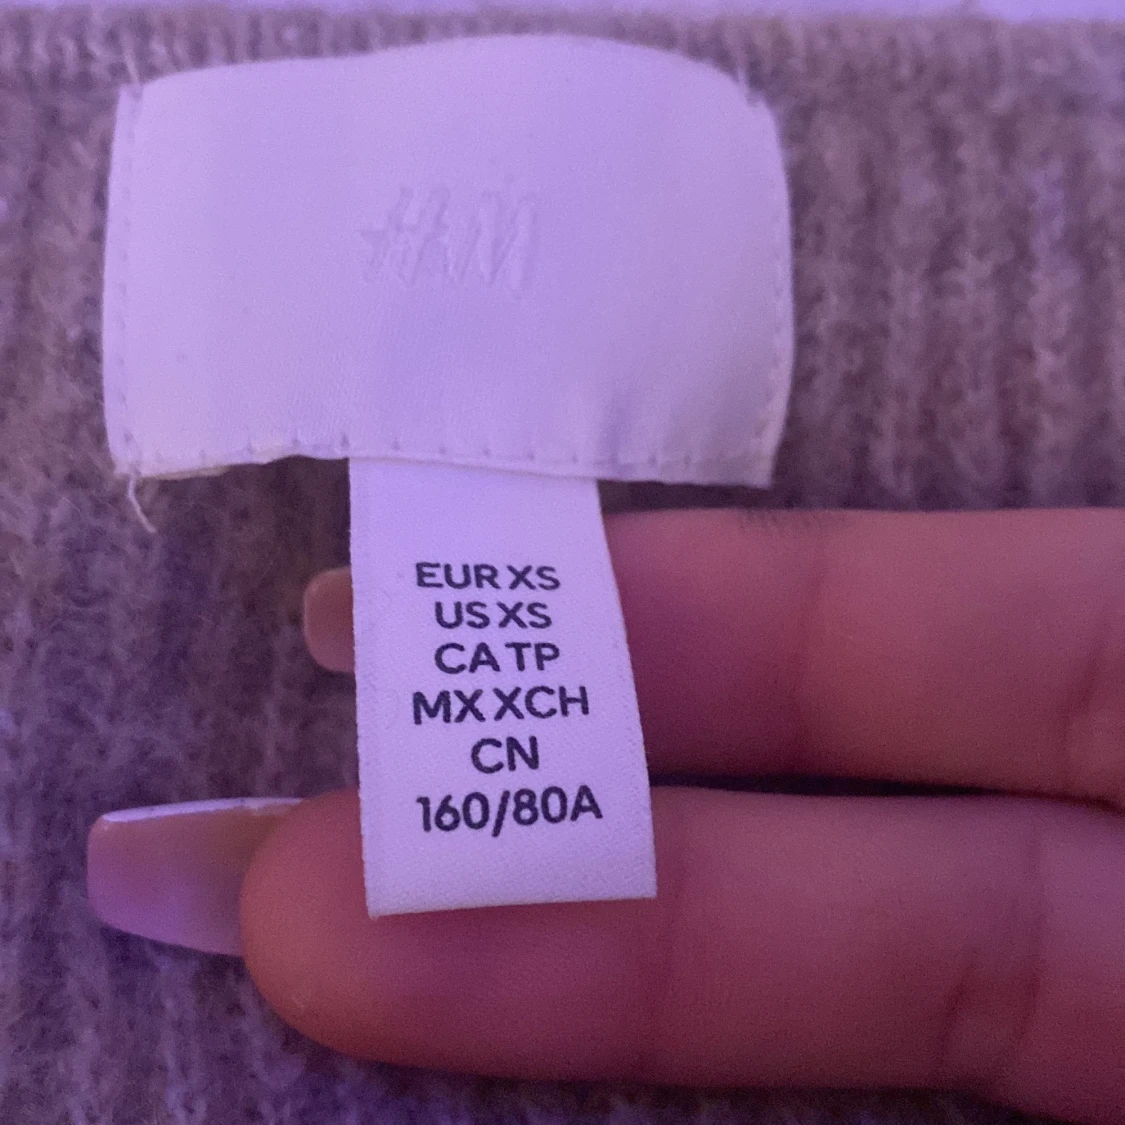 H&M
EUR XS
US XS
CA TP
MX XCH
CN
160/80A